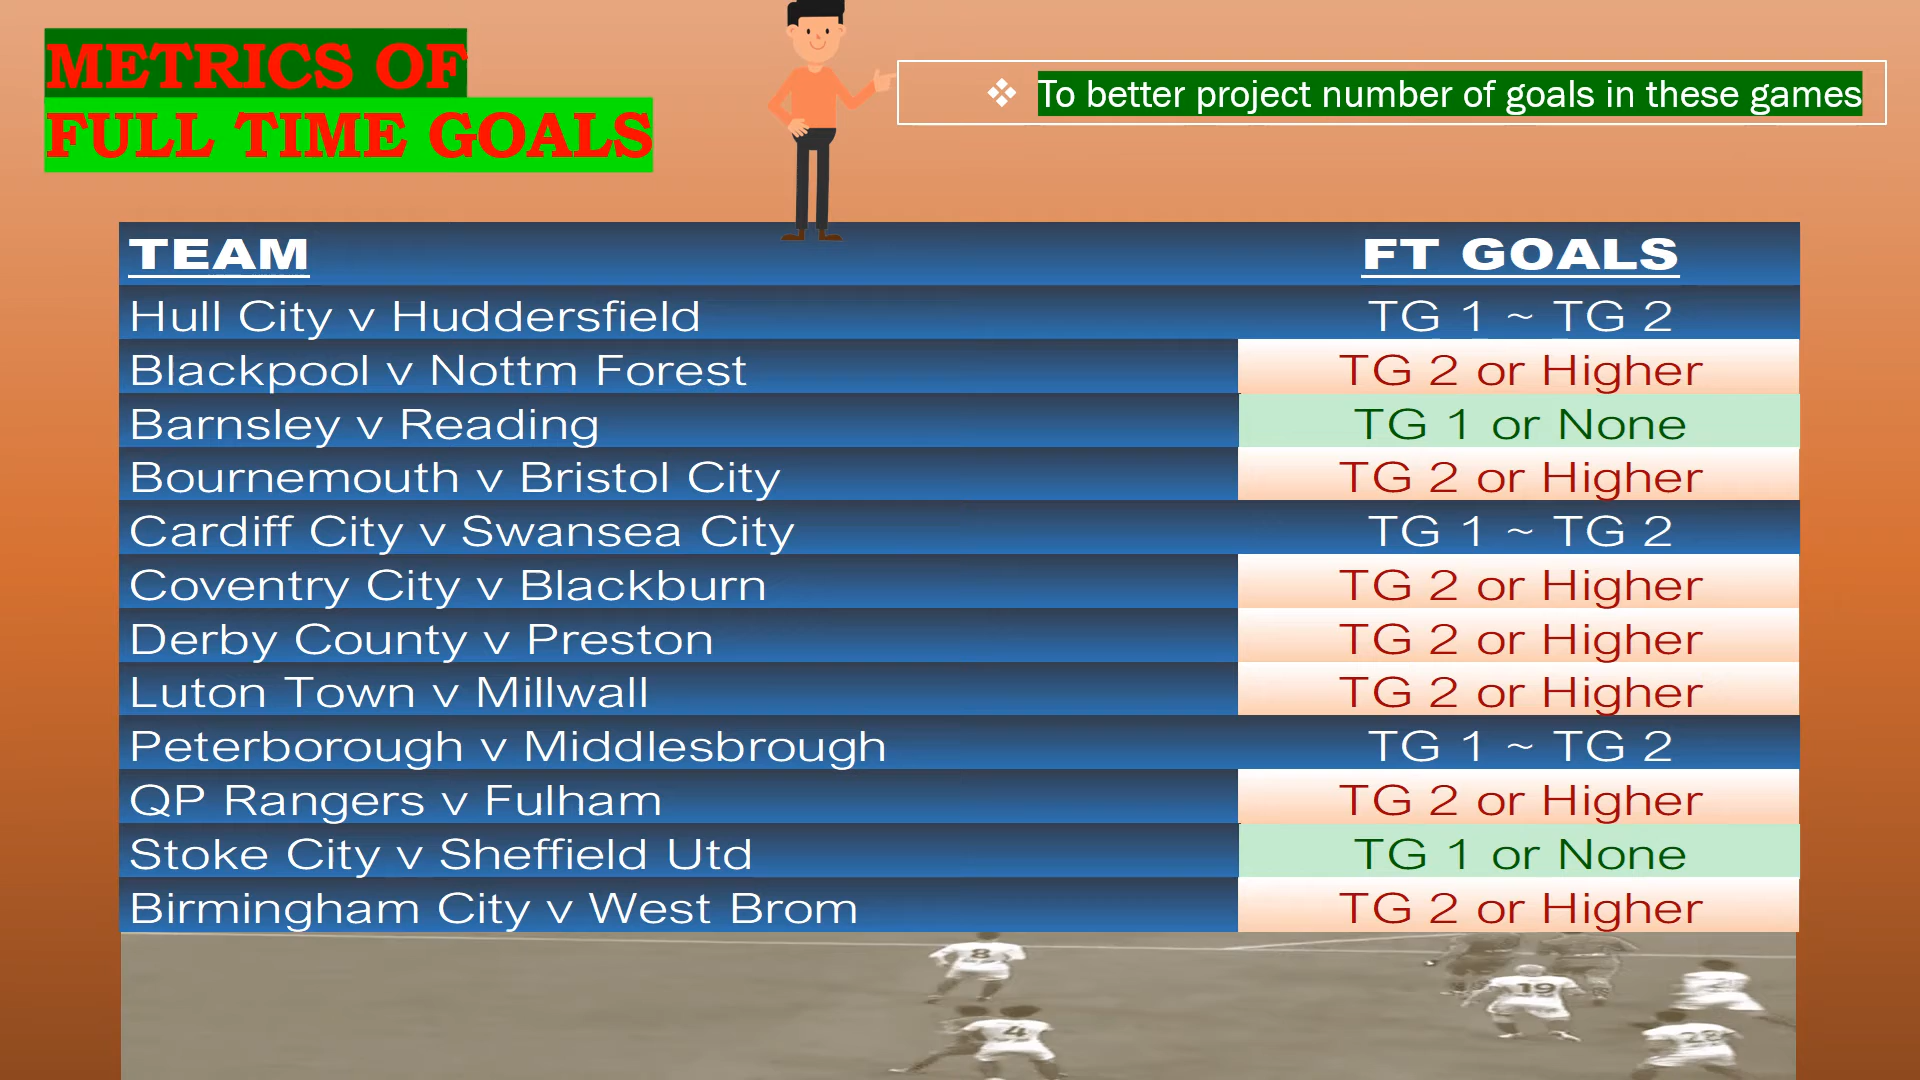 METRICS OF
FULL TIME GOALS
❖ To better project number of goals in these games
TEAM FT GOALS
Hull City v Huddersfield TG 1 ~ TG 2
Blackpool v Nottm Forest TG 2 or Higher
Barnsley v Reading TG 1 or None
Bournemouth v Bristol City TG 2 or Higher
Cardiff City v Swansea City TG 1 ~ TG 2
Coventry City v Blackburn TG 2 or Higher
Derby County v Preston TG 2 or Higher
Luton Town v Millwall TG 2 or Higher
Peterborough v Middlesbrough TG 1 ~ TG 2
QP Rangers v Fulham TG 2 or Higher
Stoke City v Sheffield Utd TG 1 or None
Birmingham City v West Brom TG 2 or Higher
8
19
4